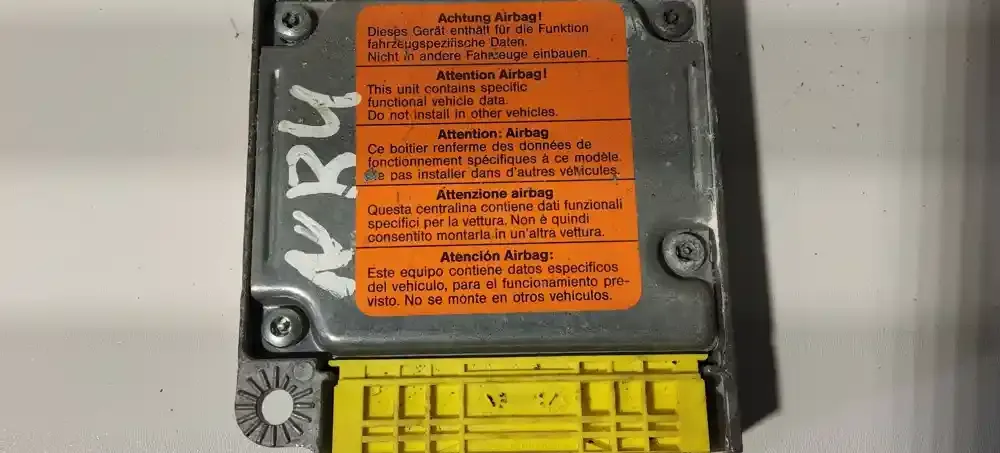 Achtung Airbag!
Dieses Gerät enthält für die Funktion
fahrzeugspezifische Daten.
Nicht in andere Fahrzeuge einbauen.
Attention Airbag!
This unit contains specific
functional vehicle data.
Do not install in other vehicles.
Attention: Airbag
Ce boitier renferme des données de
fonctionnement spécifiques à ce modèle.
Ne pas installer dans d'autres véhicules.
Attenzione airbag
Questa centralina contiene dati funzionali
specifici per la vettura. Non è quindi
consentito montarla in un'altra vettura.
Atención Airbag:
Este equipo contiene datos especificos
del vehiculo, para el funcionamiento pre-
visto. No se monte en otros vehiculos.